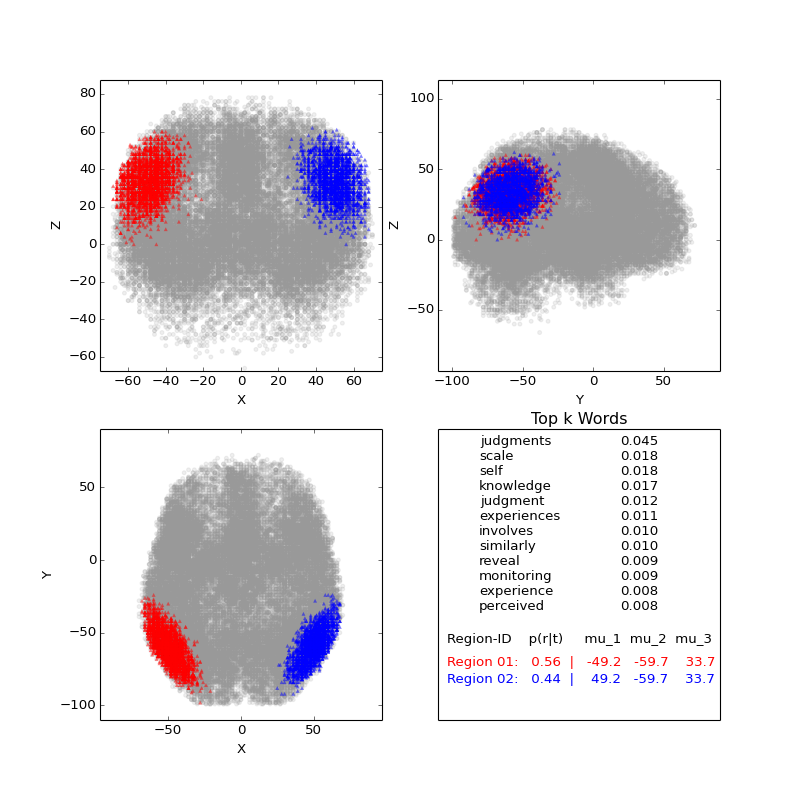 80
60
40
20
0
−20
−40
−60
Z
−60 −40 −20 0 20 40 60
X
100
50
0
−50
Z
−100 −50 0 50
Y
50
0
−50
−100
Y
−50 0 50
X
Top k Words
judgments 0.045
scale 0.018
self 0.018
knowledge 0.017
judgment 0.012
experiences 0.011
involves 0.010
similarly 0.010
reveal 0.009
monitoring 0.009
experience 0.008
perceived 0.008
Region-ID p(r|t) mu_1 mu_2 mu_3
Region 01: 0.56 | -49.2 -59.7 33.7
Region 02: 0.44 | 49.2 -59.7 33.7